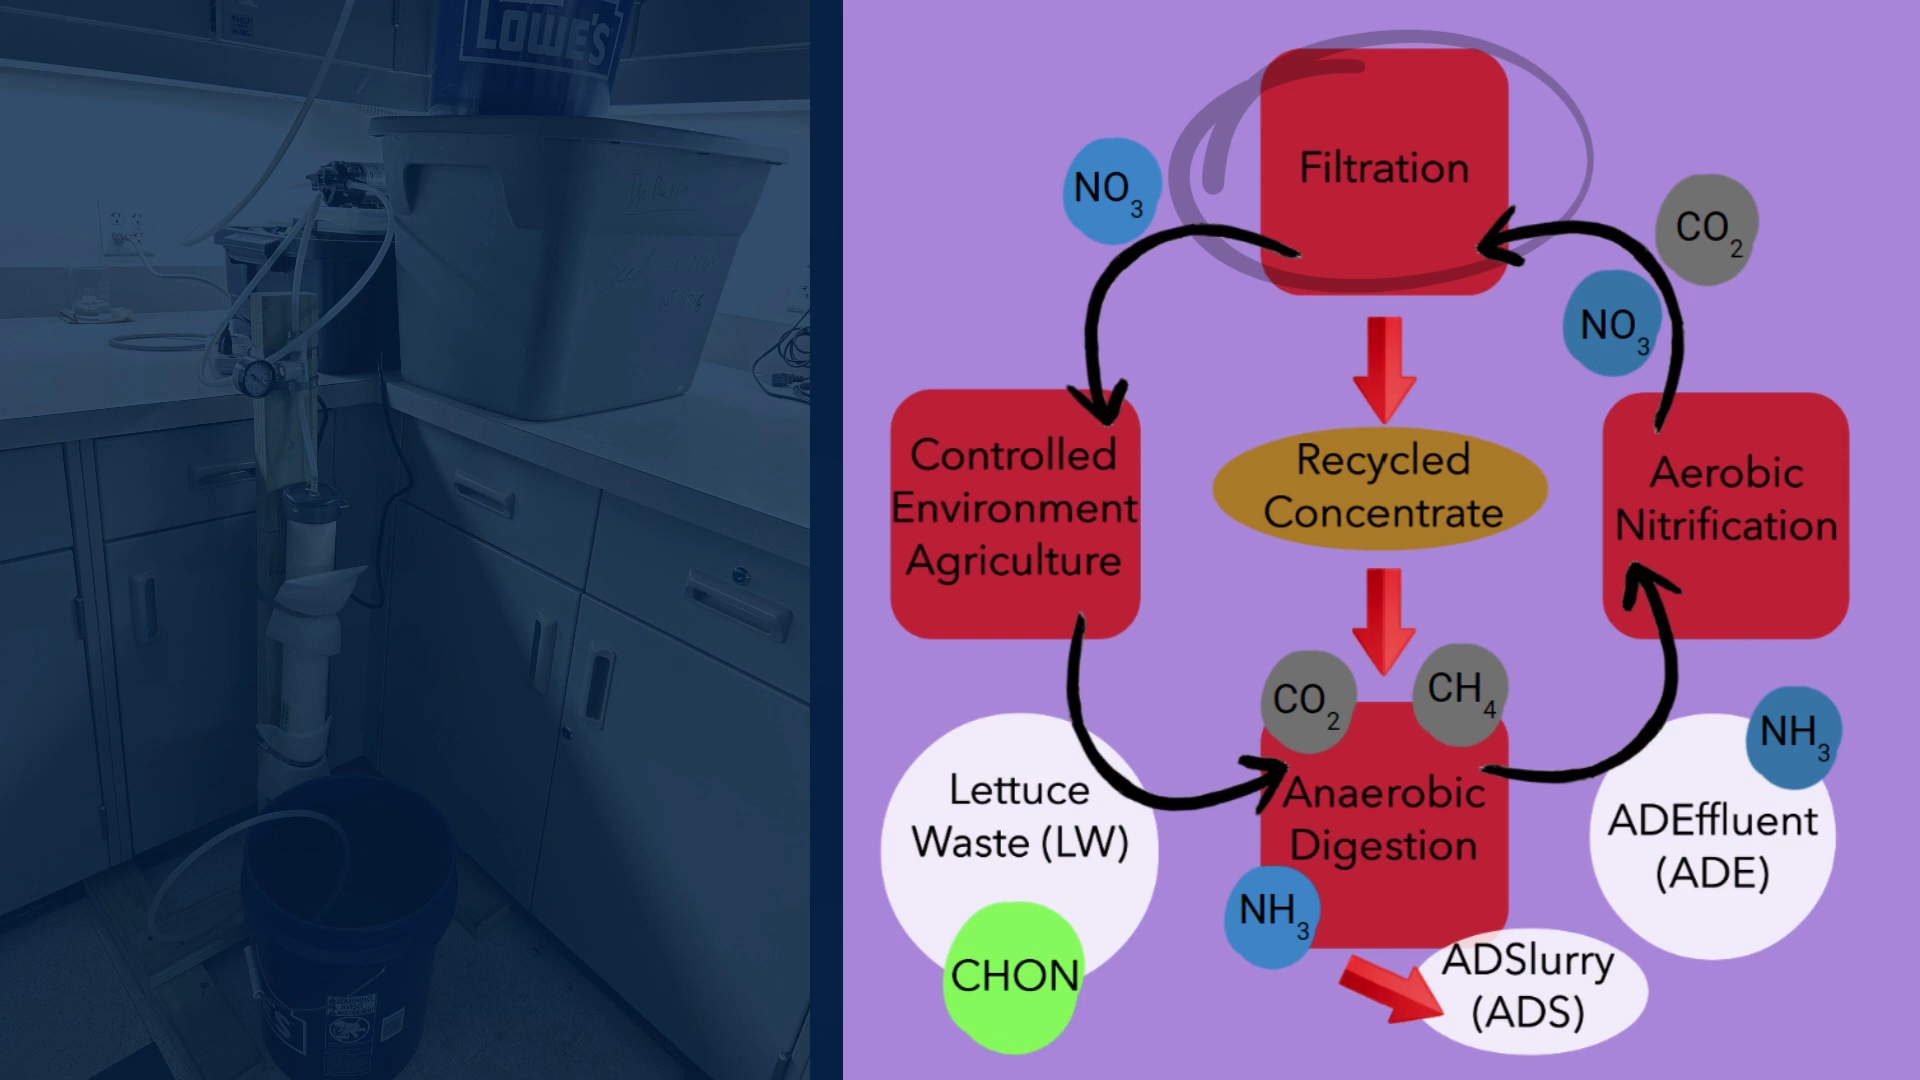 LOWE'S
Filtration
NO3
CO2
NO3
Controlled
Environment
Agriculture
Recycled
Concentrate
Aerobic
Nitrification
CO2
CH4
Lettuce
Waste (LW)
Anaerobic
Digestion
NH3
ADEffluent
(ADE)
NH3
CHON
ADSlurry
(ADS)